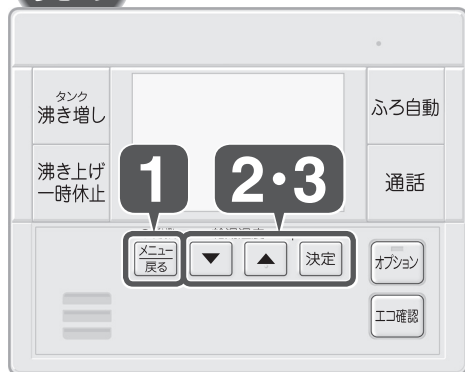 タンク
沸き増し
ふろ自動
沸き上げ
一時休止
1
2・3
通話
メニュー
戻る
▼
▲
決定
オプション
エコ確認